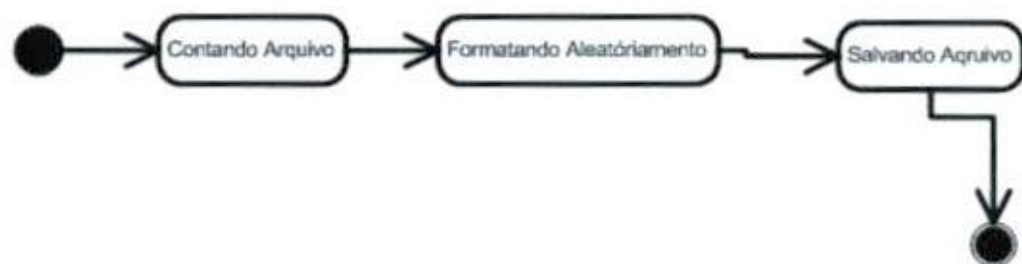 Contando Arquivo
Formatando Aleatóriamento
Salvando Aqruivo